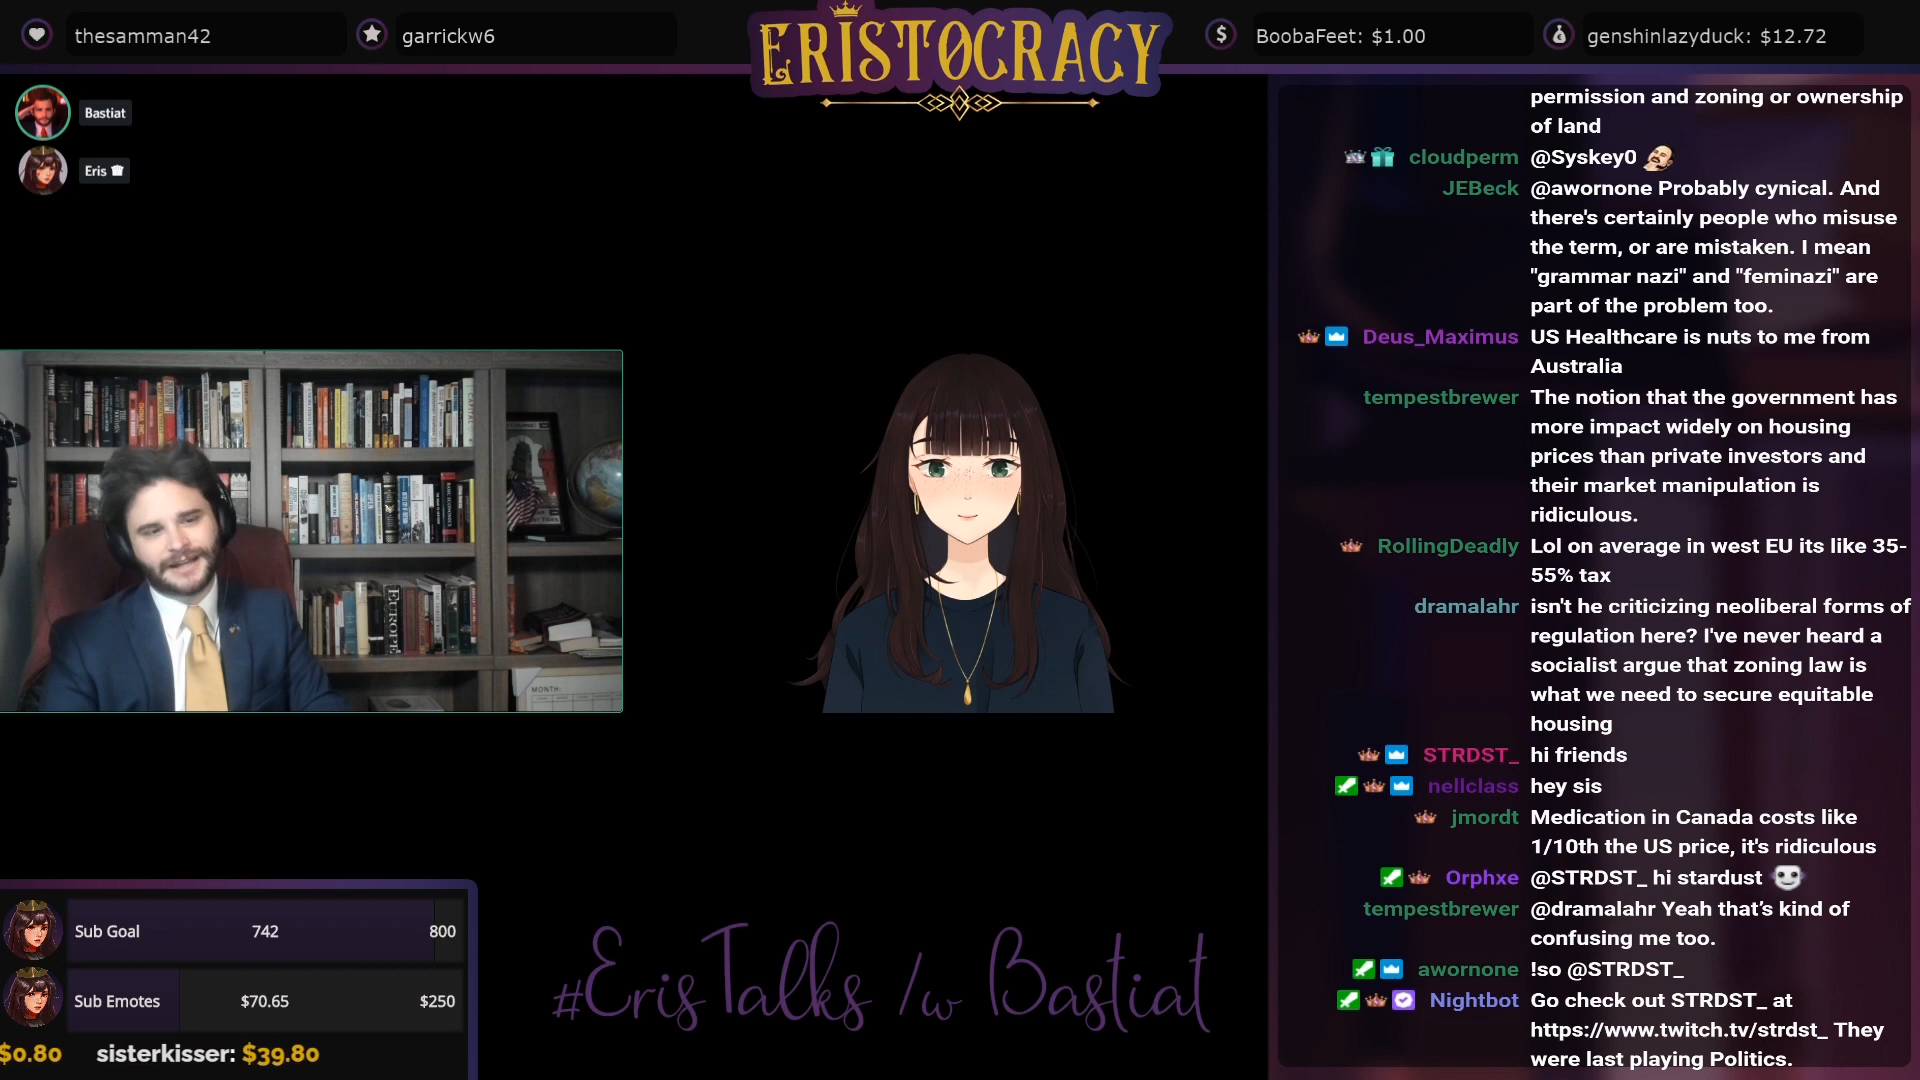 thesamman42
garrickw6
ERISTOCRACY
BoobaFeet: $1.00
genshinlazyduck: $12.72
Bastiat
Eris
permission and zoning or ownership
of land
cloudperm @Syskey0
JEBeck @awornone Probably cynical. And
there's certainly people who misuse
the term, or are mistaken. I mean
"grammar nazi" and "feminazi" are
part of the problem too.
Deus_Maximus US Healthcare is nuts to me from
Australia
tempestbrewer The notion that the government has
more impact widely on housing
prices than private investors and
their market manipulation is
ridiculous.
RollingDeadly Lol on average in west EU its like 35-
55% tax
dramalahr isn't he criticizing neoliberal forms of
regulation here? I've never heard a
socialist argue that zoning law is
what we need to secure equitable
housing
STRDST_ hi friends
nellclass hey sis
jmordt Medication in Canada costs like
1/10th the US price, it's ridiculous
Orphxe @STRDST_ hi stardust
tempestbrewer @dramalahr Yeah that's kind of
confusing me too.
awornone !so @STRDST_
Nightbot Go check out STRDST_ at
https://www.twitch.tv/strdst_ They
were last playing Politics.
EUROPE
MONTH:
Sub Goal 742 800
Sub Emotes $70.65 $250
$0.80 sisterkisser: $39.80
#ErisTalks /w Bastiat